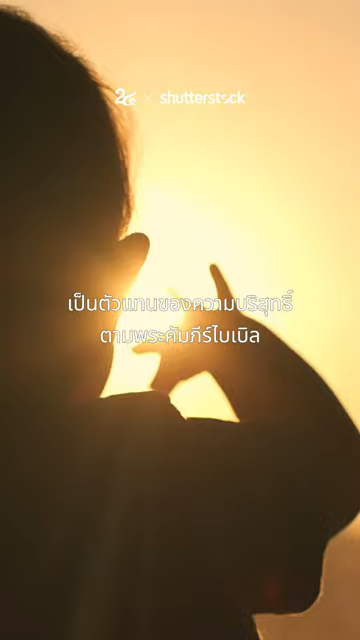 2 × shutterstock
เป็นตัวแทนของความบริสุทธิ์
ตามพระคัมภีร์ไบเบิล